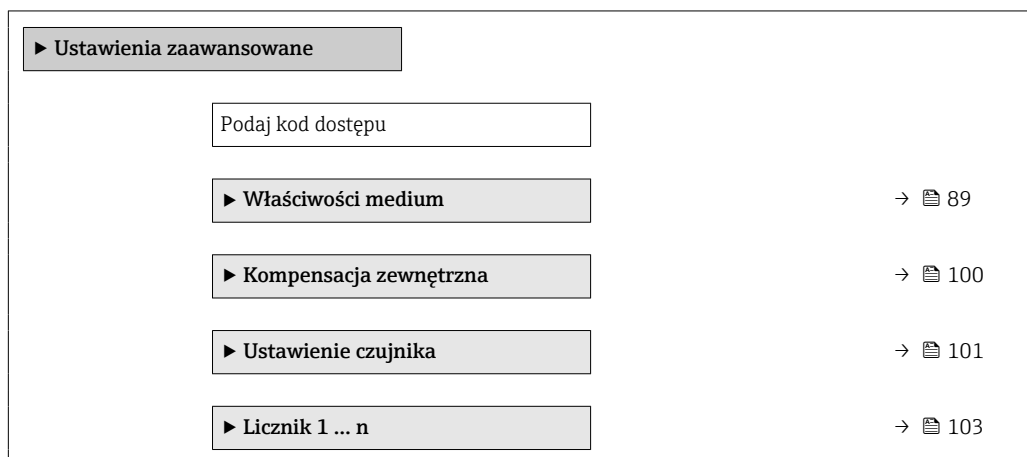 ► Ustawienia zaawansowane
Podaj kod dostępu
► Właściwości medium → 89
► Kompensacja zewnętrzna → 100
► Ustawienie czujnika → 101
► Licznik 1 … n → 103